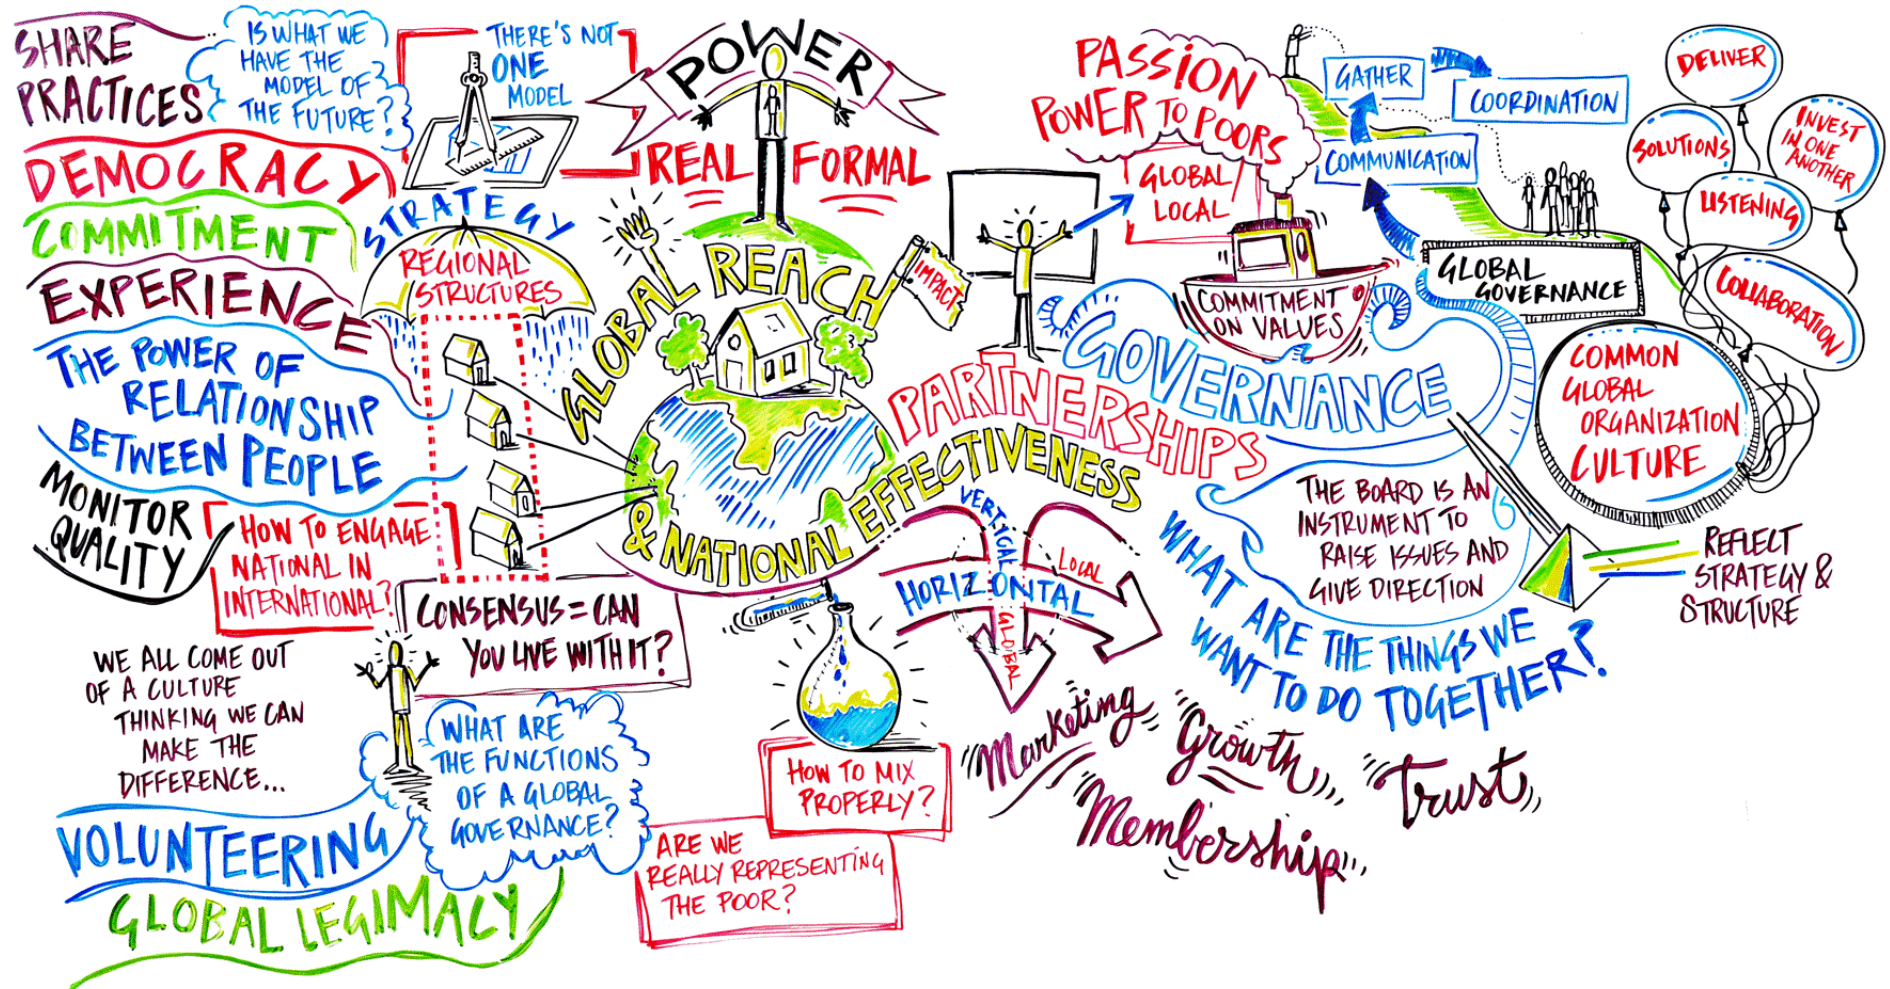 SHARE
PRACTICES
IS WHAT WE
HAVE THE
MODEL OF
THE FUTURE?
THERE'S NOT
ONE
MODEL
POWER
REAL FORMAL
DEMOCRACY
COMMITMENT
EXPERIENCE
THE POWER OF
RELATIONSHIP
BETWEEN PEOPLE
MONITOR
QUALITY
STRATEGY
REGIONAL
STRUCTURES
HOW TO ENGAGE
NATIONAL IN
INTERNATIONAL?
CONSENSUS = CAN
YOU LIVE WITH IT?
WE ALL COME OUT
OF A CULTURE
THINKING WE CAN
MAKE THE
DIFFERENCE...
WHAT ARE
THE FUNCTIONS
OF A GLOBAL
GOVERNANCE?
VOLUNTEERING
GLOBAL LEGIMACY
GLOBAL REACH
& NATIONAL EFFECTIVENESS
IMPACT
PARTNERSHIPS
GOVERNANCE
VERTICAL
GLOBAL
HORIZONTAL
LOCAL
HOW TO MIX
PROPERLY?
ARE WE
REALLY REPRESENTING
THE POOR?
"Marketing
Growth
Membership
"Trust"
PASSION
POWER TO POORS
GLOBAL/
LOCAL
COMMITMENT
ON VALUES
GATHER
COORDINATION
COMMUNICATION
GLOBAL
GOVERNANCE
DELIVER
SOLUTIONS
INVEST
IN ONE
ANOTHER
LISTENING
COLLABORATION
COMMON
GLOBAL
ORGANIZATION
CULTURE
THE BOARD IS AN
INSTRUMENT TO
RAISE ISSUES AND
GIVE DIRECTION
REFLECT
STRATEGY &
STRUCTURE
WHAT ARE THE THINGS WE
WANT TO DO TOGETHER?